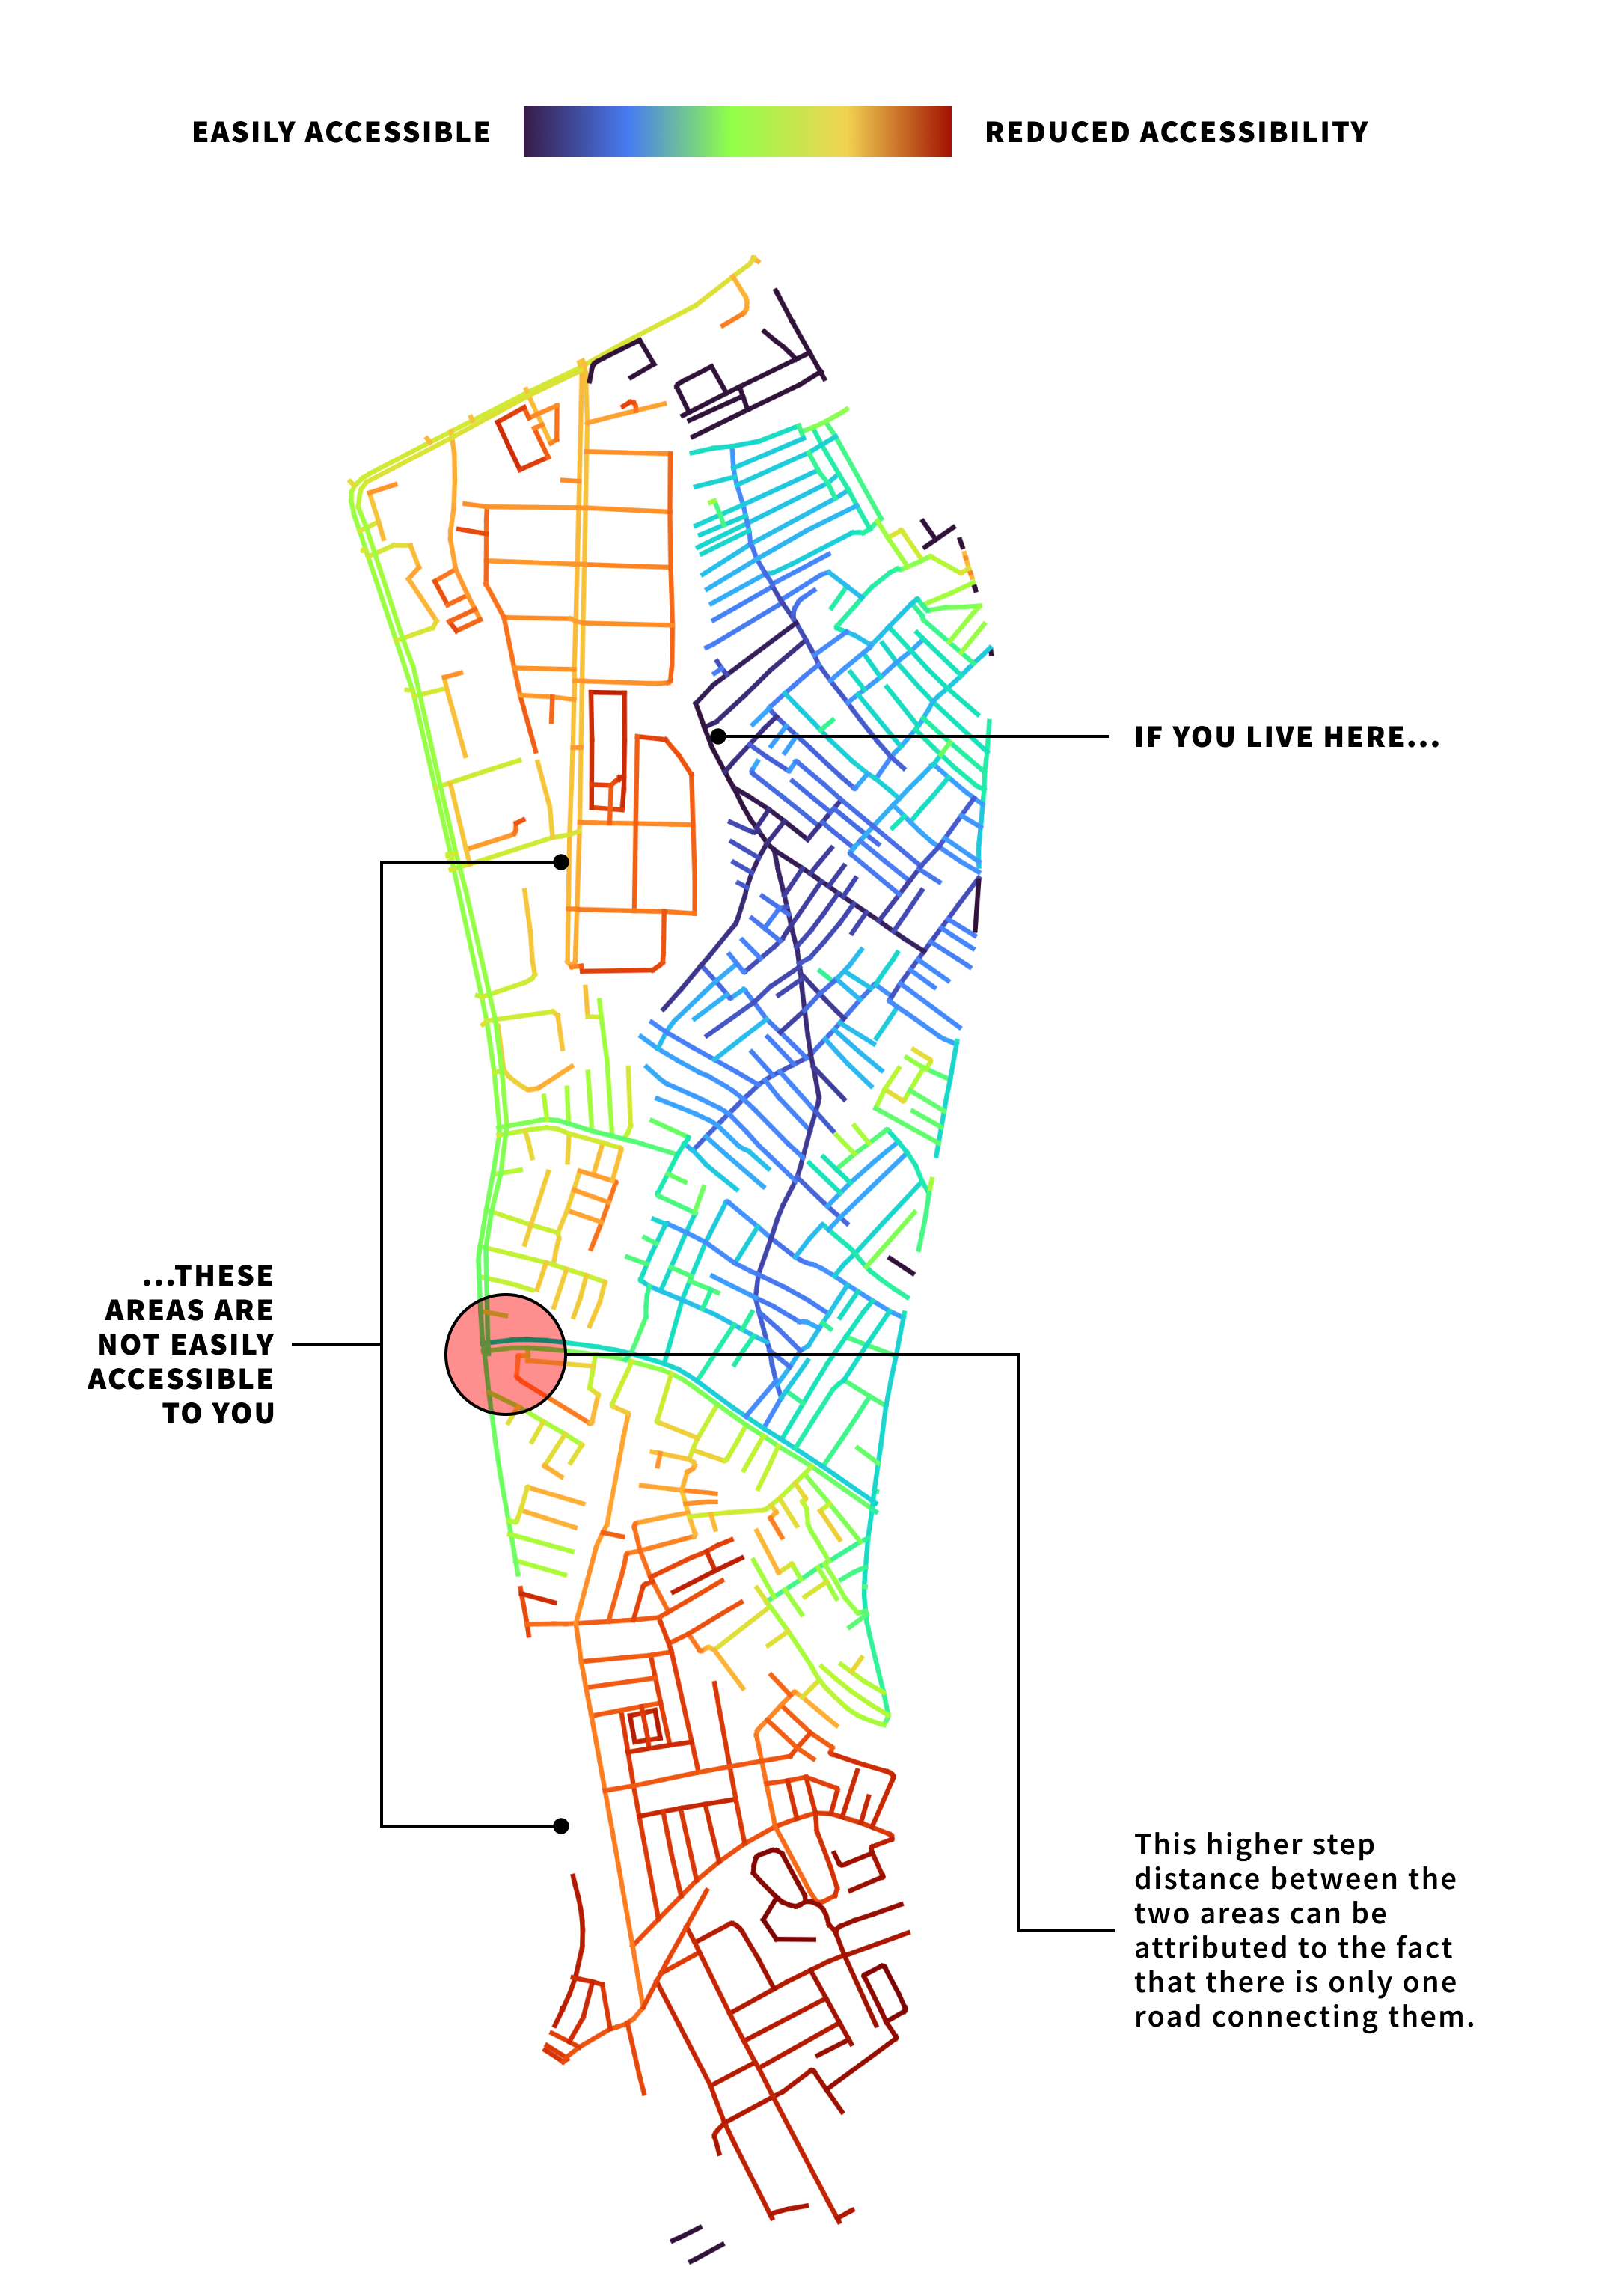 EASILY ACCESSIBLE
REDUCED ACCESSIBILITY
IF YOU LIVE HERE...
...THESE
AREAS ARE
NOT EASILY
ACCESSIBLE
TO YOU
This higher step
distance between the
two areas can be
attributed to the fact
that there is only one
road connecting them.